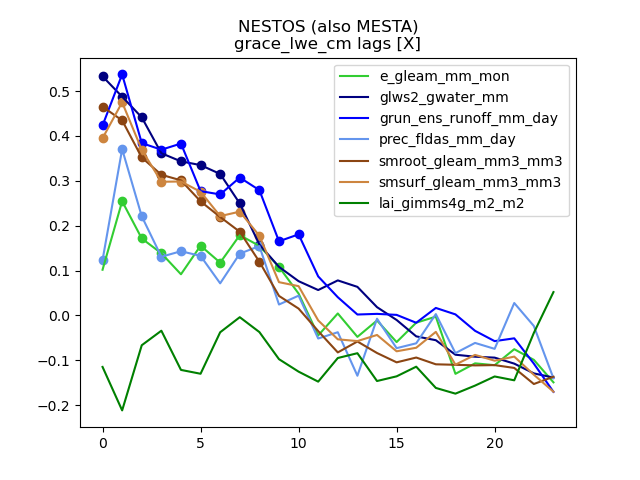 NESTOS (also MESTA)
grace_lwe_cm lags [X]
e_gleam_mm_mon
glws2_gwater_mm
grun_ens_runoff_mm_day
prec_fldas_mm_day
smroot_gleam_mm3_mm3
smsurf_gleam_mm3_mm3
lai_gimms4g_m2_m2
0.5
0.4
0.3
0.2
0.1
0.0
−0.1
−0.2
0 5 10 15 20